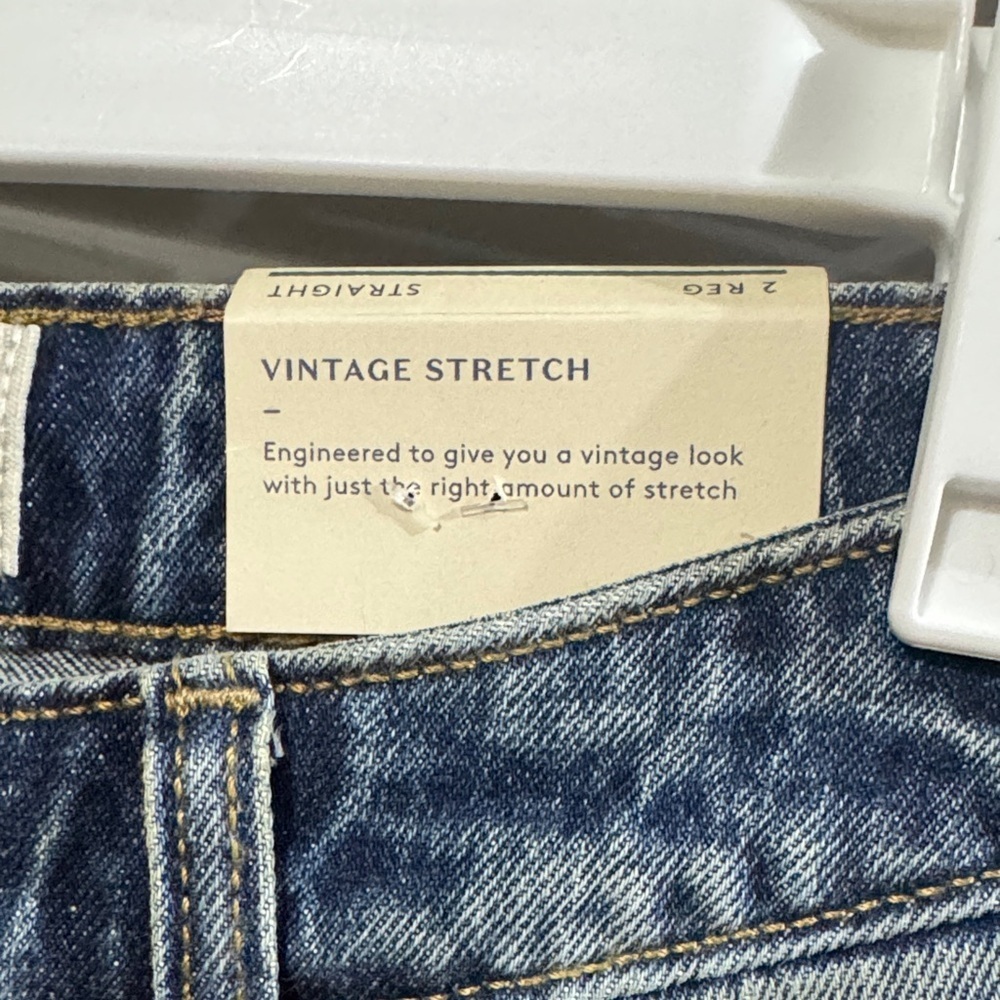 STRAIGHT 2 REG
VINTAGE STRETCH
–
Engineered to give you a vintage look
with just the right amount of stretch